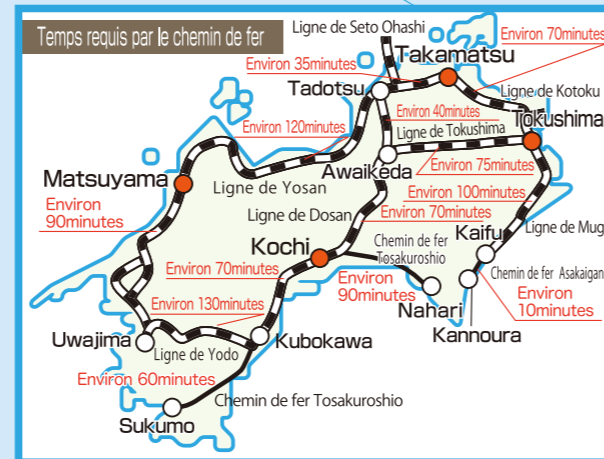 Temps requis par le chemin de fer
Ligne de Seto Ohashi
Environ 70minutes
Takamatsu
Environ 35minutes
Tadotsu
Ligne de Kotoku
Environ 40minutes
Tokushima
Environ 120minutes
Ligne de Tokushima
Awaikeda
Environ 75minutes
Matsuyama
Ligne de Yosan
Environ 100minutes
Environ
90minutes
Ligne de Dosan
Environ 70minutes
Ligne de Mug
Kaifu
Kochi
Chemin de fer
Tosakuroshio
Environ 70minutes
Chemin de fer Asakaigan
Environ
90minutes
Environ
10minutes
Nahari
Environ 130minutes
Kannoura
Uwajima
Ligne de Yodo
Kubokawa
Environ 60minutes
Chemin de fer Tosakuroshio
Sukumo